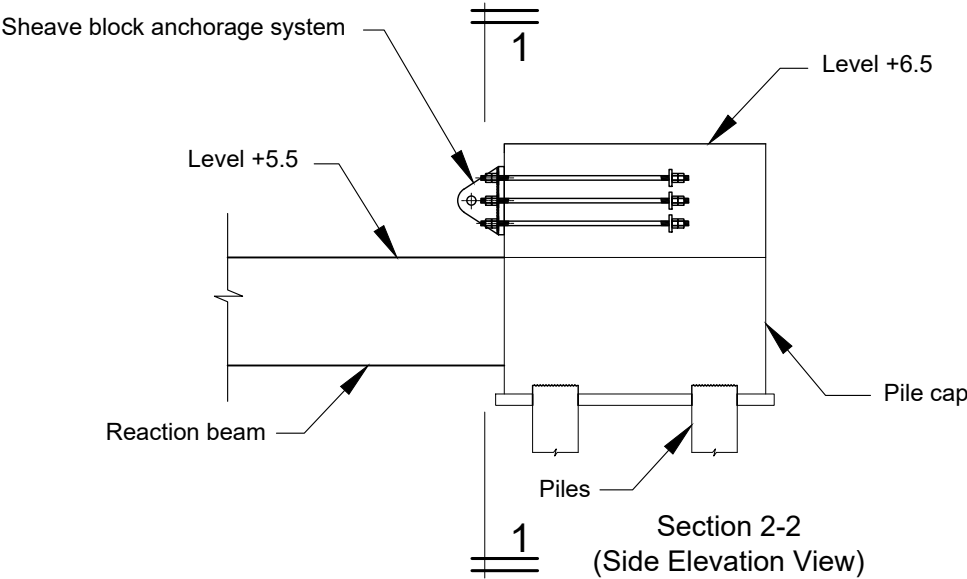 Sheave block anchorage system
1
Level +6.5
Level +5.5
Pile cap
Reaction beam
Piles
1
Section 2-2
(Side Elevation View)